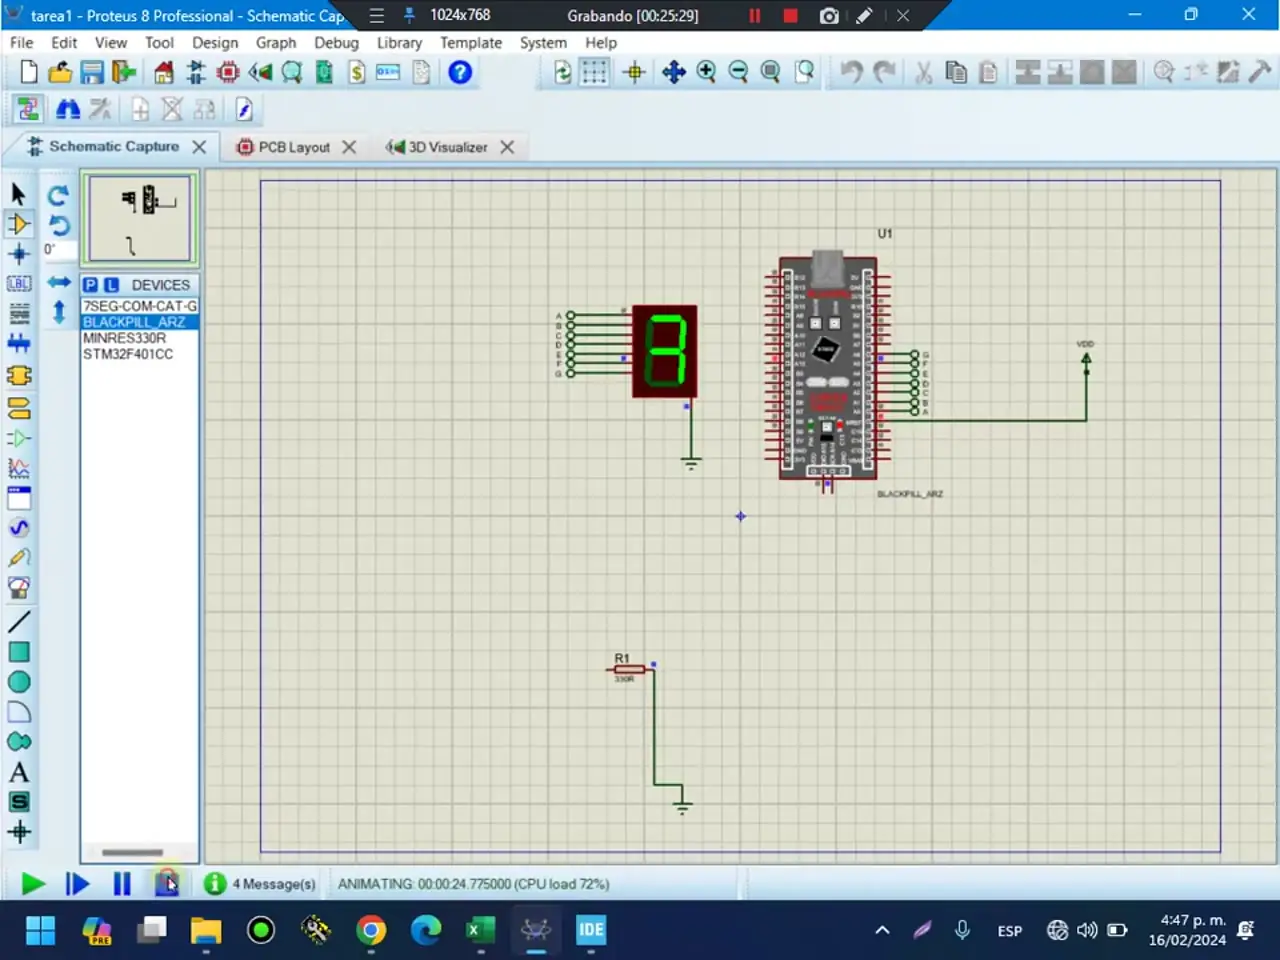 tarea1 - Proteus 8 Professional - Schematic Cap
1024x768
Grabando [00:25:29]
File Edit View Tool Design Graph Debug Library Template System Help
Schematic Capture
PCB Layout
3D Visualizer
0°
P L DEVICES
7SEG-COM-CAT-G
BLACKPILL_ARZ
MINRES330R
STM32F401CC
U1
A
B
C
D
E
F
G
G
F
E
D
C
B
A
VDD
BLACKPILL_ARZ
R1
330R
4 Message(s)
ANIMATING: 00:00:24.775000 (CPU load 72%)
PRE
IDE
ESP
4:47 p. m.
16/02/2024